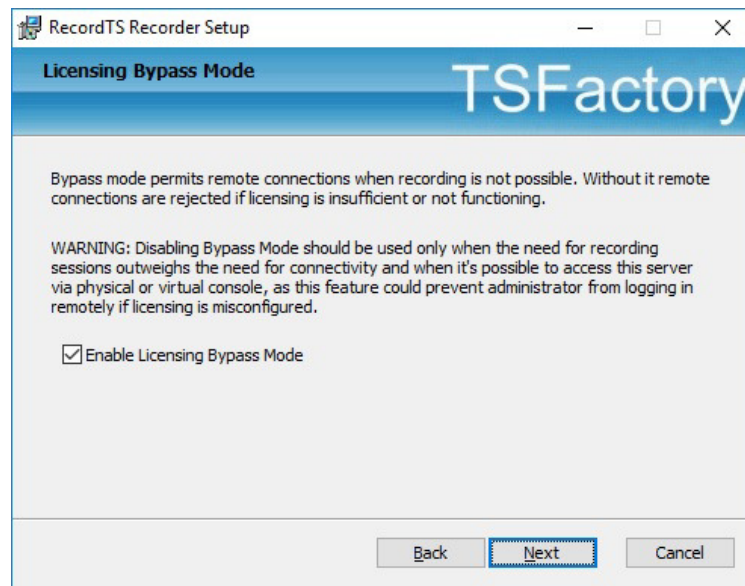 RecordTS Recorder Setup
Licensing Bypass Mode
TSFactory
Bypass mode permits remote connections when recording is not possible. Without it remote
connections are rejected if licensing is insufficient or not functioning.
WARNING: Disabling Bypass Mode should be used only when the need for recording
sessions outweighs the need for connectivity and when it's possible to access this server
via physical or virtual console, as this feature could prevent administrator from logging in
remotely if licensing is misconfigured.
Enable Licensing Bypass Mode
Back Next Cancel